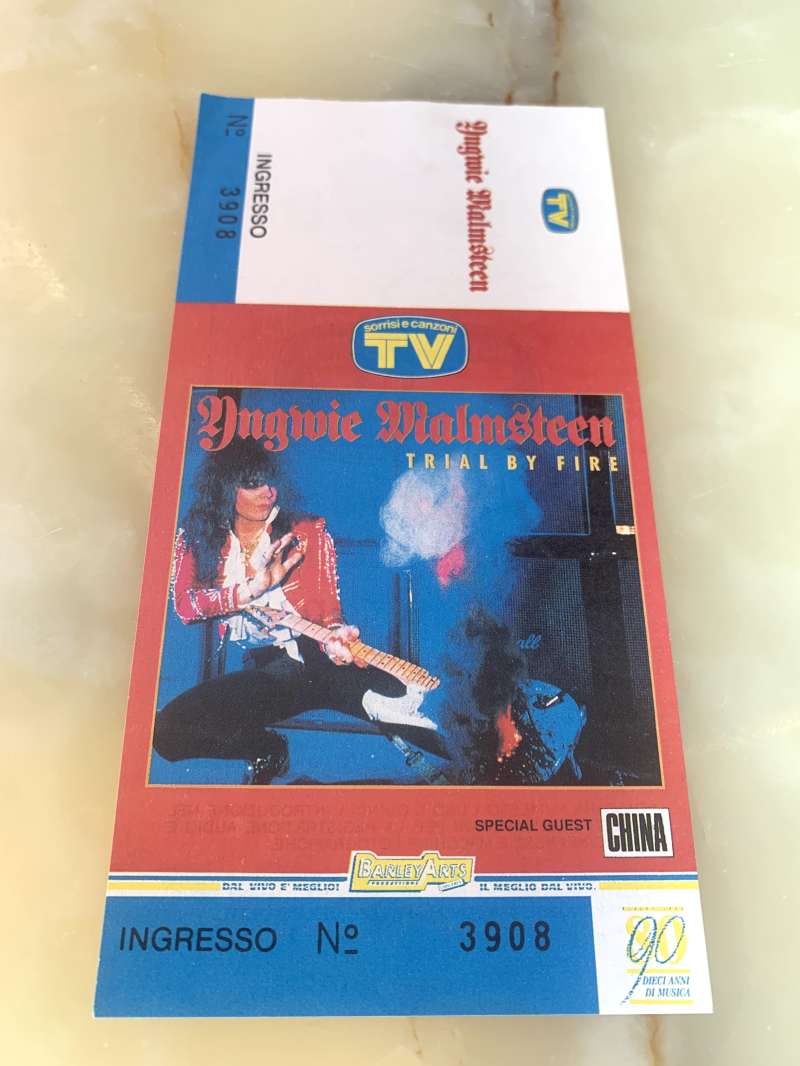 Nº 3908
INGRESSO
Yngwie Malmsteen
TV
sorrisi e canzoni
TV
Yngwie Malmsteen
TRIAL BY FIRE
SPECIAL GUEST CHINA
DAL VIVO E' MEGLIO!
BARLEY ARTS
IL MEGLIO DAL VIVO.
INGRESSO Nº 3908
90
DIECI ANNI
DI MUSICA